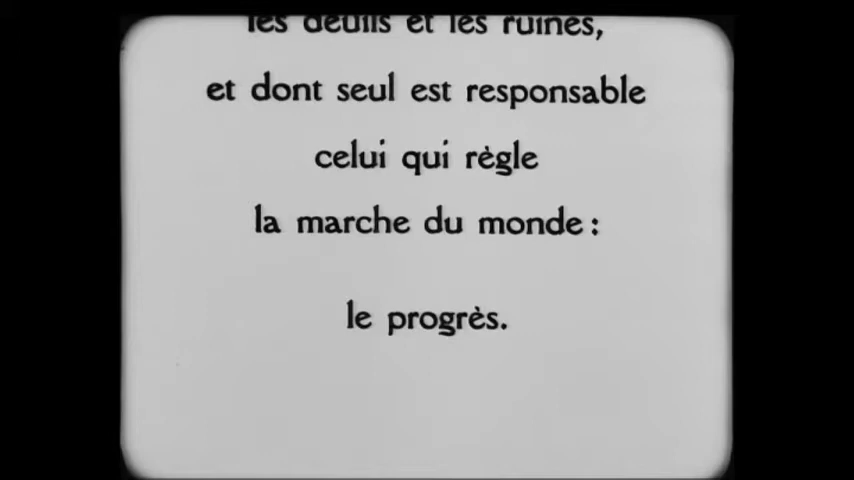 les deuils et les ruines,
et dont seul est responsable
celui qui règle
la marche du monde :
le progrès.